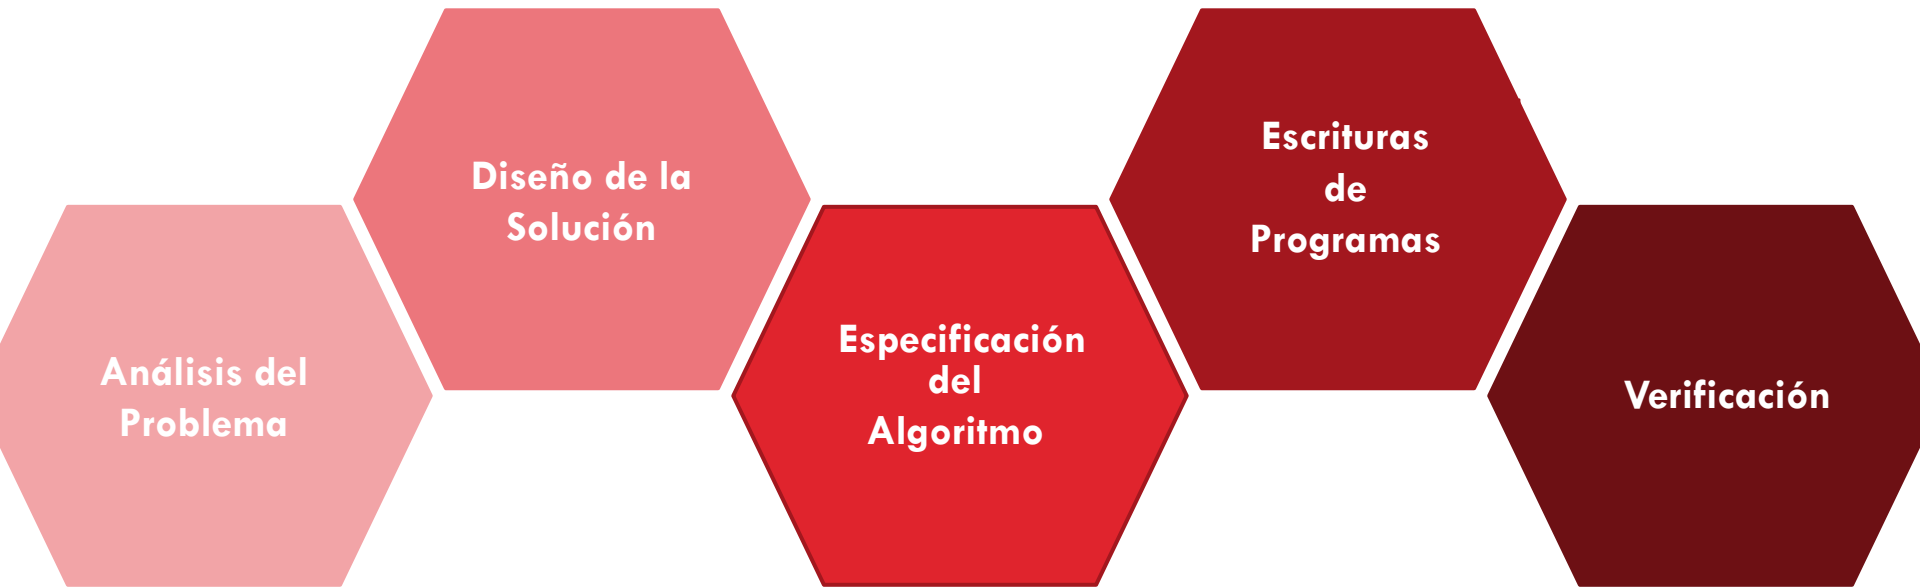 Análisis del
Problema
Diseño de la
Solución
Especificación
del
Algoritmo
Escrituras
de
Programas
Verificación